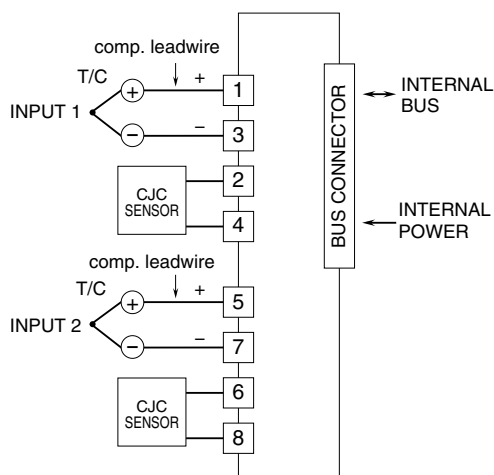 comp. leadwire
T/C
+
+
1
INPUT 1
−
−
3
BUS CONNECTOR
INTERNAL
BUS
CJC
SENSOR
2
4
INTERNAL
POWER
comp. leadwire
T/C
+
+
5
INPUT 2
−
−
7
CJC
SENSOR
6
8